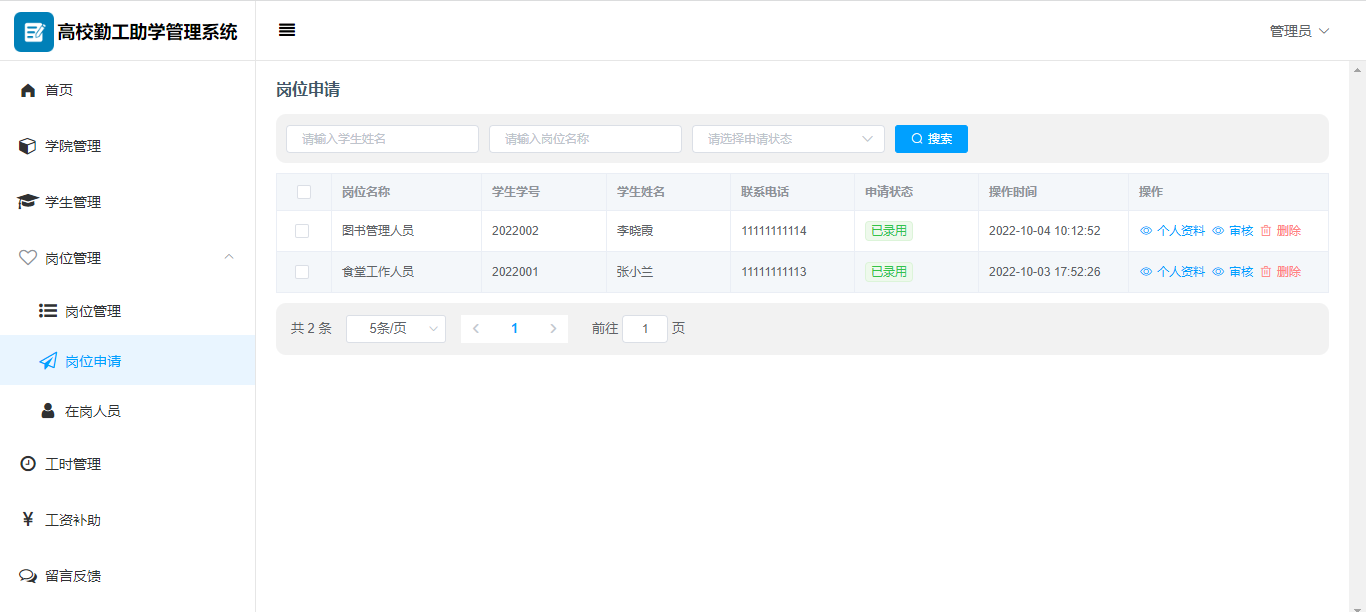 高校勤工助学管理系统
管理员
首页
学院管理
学生管理
岗位管理
岗位管理
岗位申请
在岗人员
工时管理
工资补助
留言反馈
岗位申请
请输入学生姓名 请输入岗位名称 请选择申请状态 搜索
岗位名称 学生学号 学生姓名 联系电话 申请状态 操作时间 操作
图书管理人员 2022002 李晓霞 11111111114 已录用 2022-10-04 10:12:52 个人资料 审核 删除
食堂工作人员 2022001 张小兰 11111111113 已录用 2022-10-03 17:52:26 个人资料 审核 删除
共 2 条 5条/页 1 前往 1 页